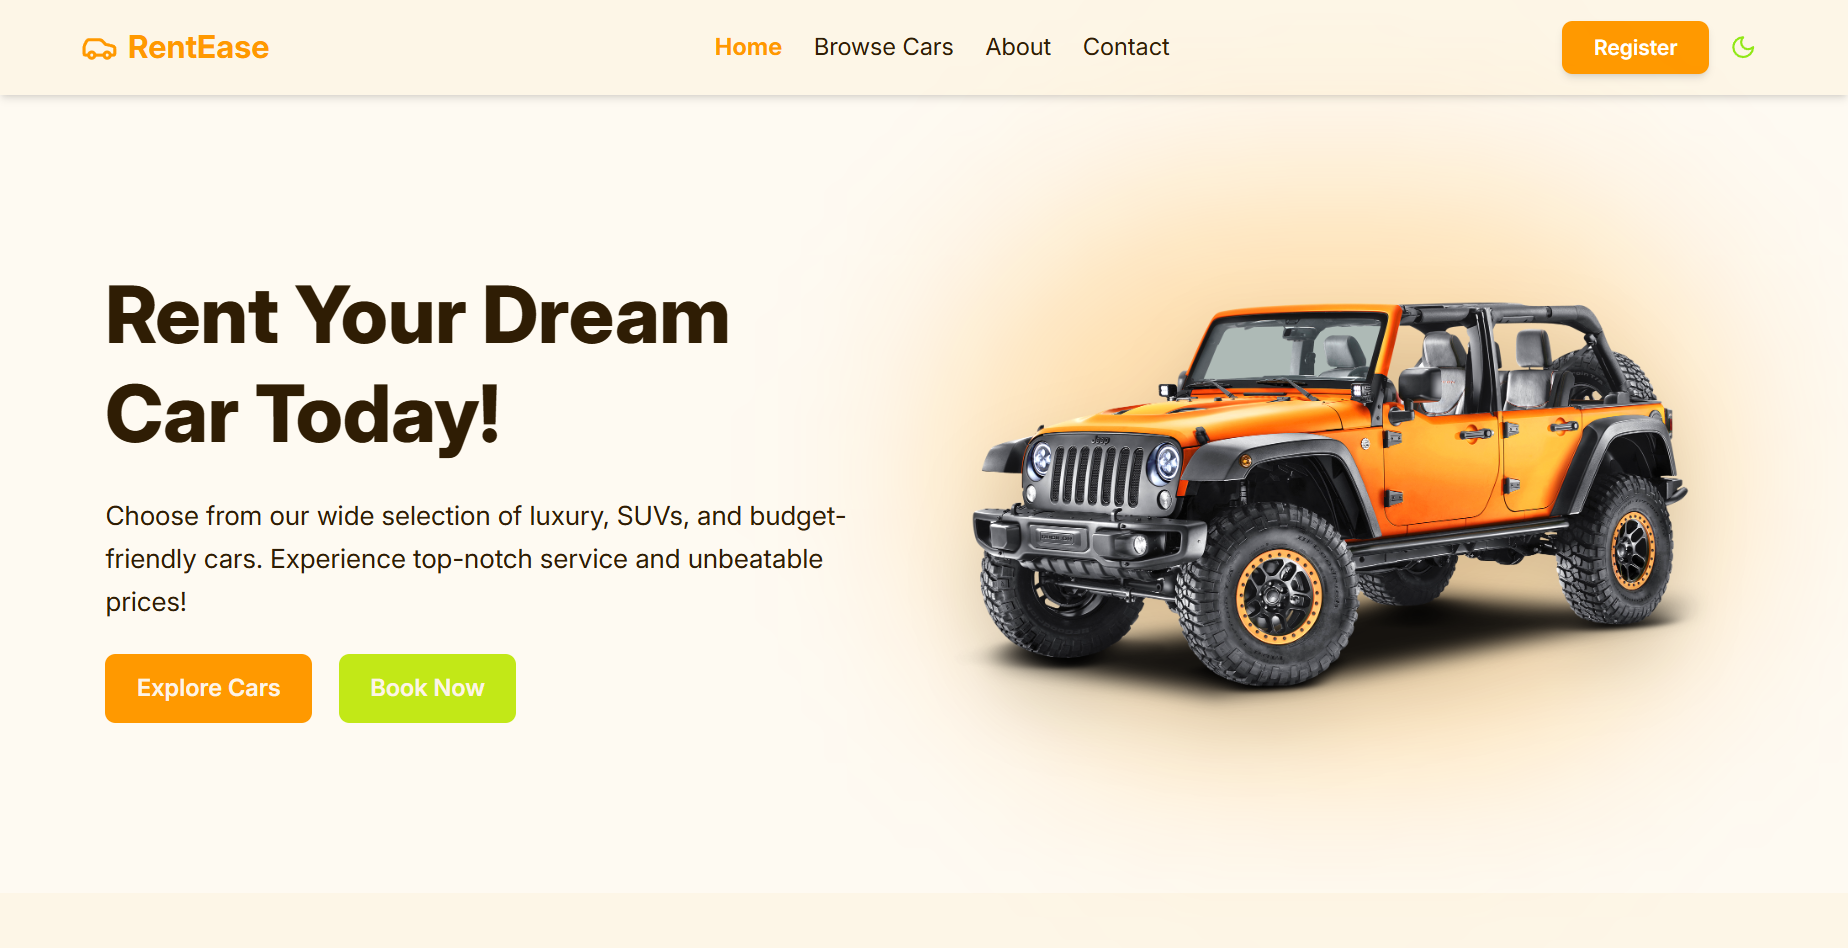 RentEase
Home Browse Cars About Contact
Register
Rent Your Dream
Car Today!
Choose from our wide selection of luxury, SUVs, and budget-
friendly cars. Experience top-notch service and unbeatable
prices!
Explore Cars Book Now
Jeep